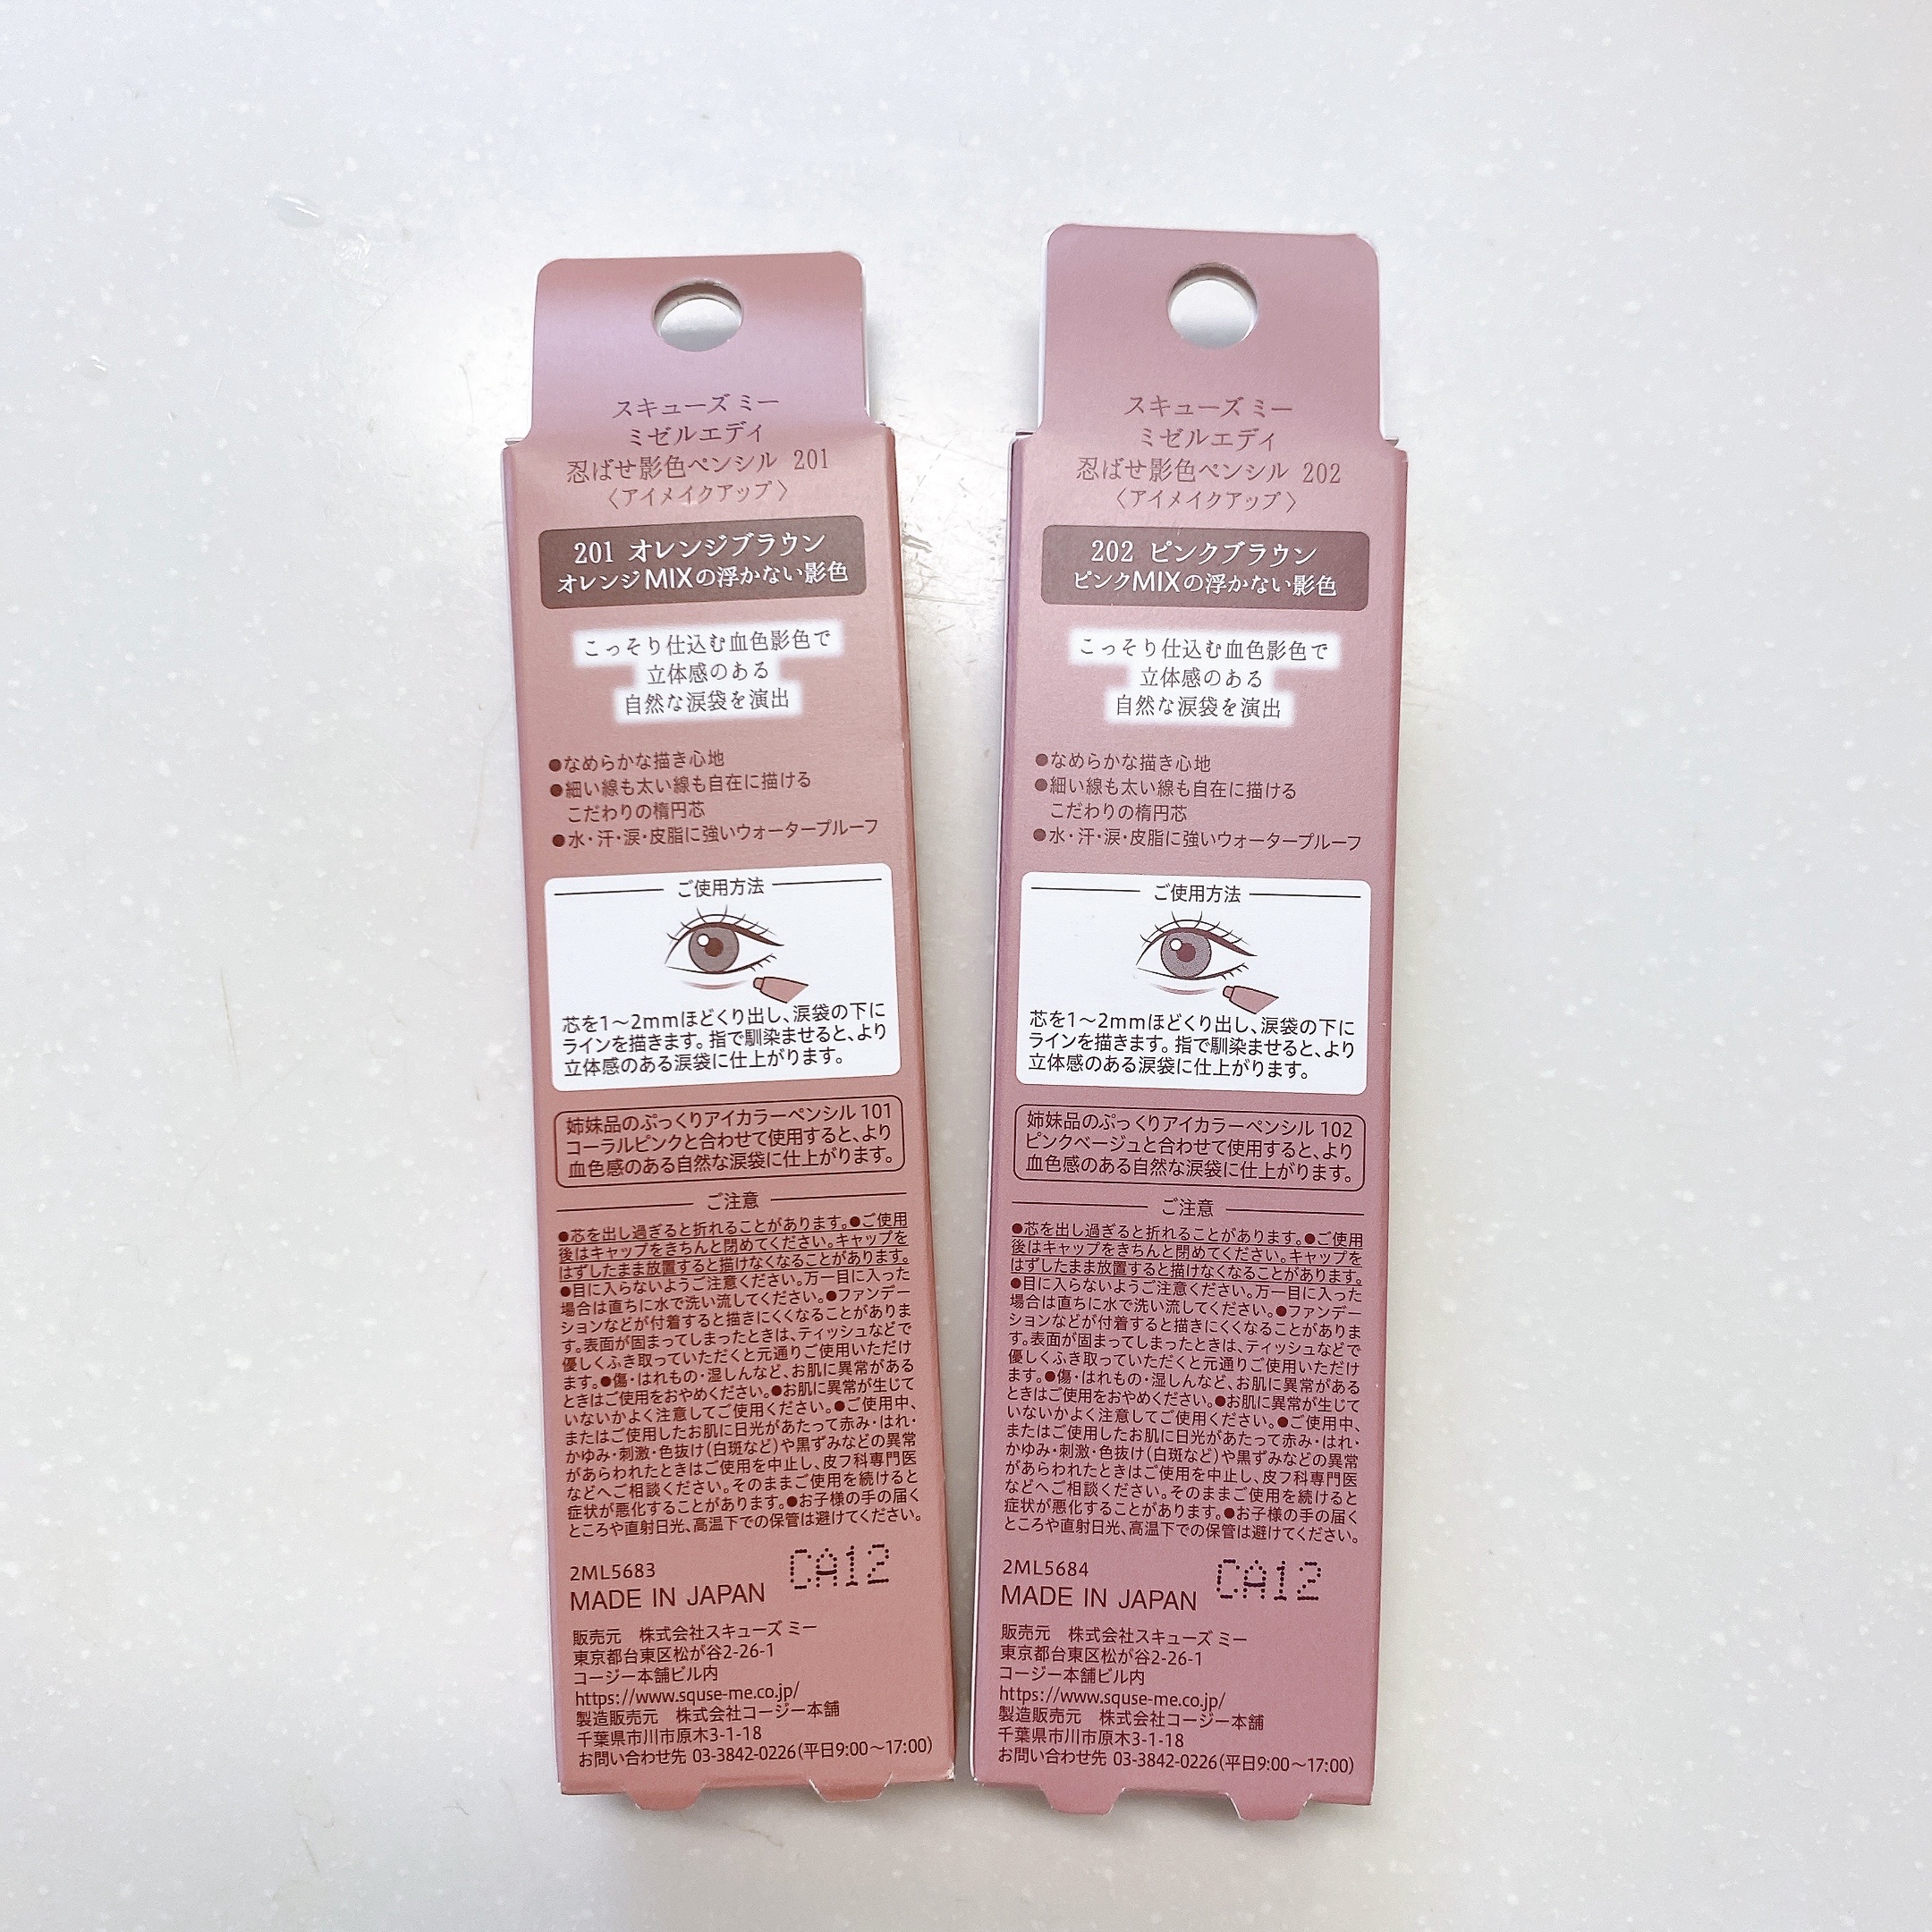 スキューズ ミー
ミゼルエディ
忍ばせ影色ペンシル 201
〈アイメイクアップ〉
201 オレンジブラウン
オレンジMIXの浮かない影色
こっそり仕込む血色影色で
立体感のある
自然な涙袋を演出
●なめらかな描き心地
●細い線も太い線も自在に描ける
こだわりの楕円芯
●水・汗・涙・皮脂に強いウォータープルーフ
ご使用方法
芯を1～2mmほどくり出し、涙袋の下に
ラインを描きます。指で馴染ませると、より
立体感のある涙袋に仕上がります。
姉妹品のぷっくりアイカラーペンシル 101
コーラルピンクと合わせて使用すると、より
血色感のある自然な涙袋に仕上がります。
ご注意
●芯を出し過ぎると折れることがあります。●ご使用
後はキャップをきちんと閉めてください。キャップを
はずしたまま放置すると描けなくなることがあります。
●目に入らないようご注意ください。万一目に入った
場合は直ちに水で洗い流してください。●ファンデー
ションなどが付着すると描きにくくなることがありま
す。表面が固まってしまったときは、ティッシュなどで
優しくふき取っていただくと元通りご使用いただけ
ます。●傷・はれもの・湿しんなど、お肌に異常がある
ときはご使用をおやめください。●お肌に異常が生じて
いないかよく注意してご使用ください。●ご使用中、
またはご使用したお肌に日光があたって赤み・はれ・
かゆみ・刺激・色抜け(白斑など)や黒ずみなどの異常
があらわれたときはご使用を中止し、皮フ科専門医
などへご相談ください。そのままご使用を続けると
症状が悪化することがあります。●お子様の手の届く
ところや直射日光、高温下での保管は避けてください。
2ML5683
MADE IN JAPAN
CA12
販売元 株式会社スキューズ ミー
東京都台東区松が谷2-26-1
コージー本舗ビル内
https://www.squse-me.co.jp/
製造販売元 株式会社コージー本舗
千葉県市川市原木3-1-18
お問い合わせ先 03-3842-0226(平日9:00～17:00)
スキューズ ミー
ミゼルエディ
忍ばせ影色ペンシル 202
〈アイメイクアップ〉
202 ピンクブラウン
ピンクMIXの浮かない影色
こっそり仕込む血色影色で
立体感のある
自然な涙袋を演出
●なめらかな描き心地
●細い線も太い線も自在に描ける
こだわりの楕円芯
●水・汗・涙・皮脂に強いウォータープルーフ
ご使用方法
芯を1～2mmほどくり出し、涙袋の下に
ラインを描きます。指で馴染ませると、より
立体感のある涙袋に仕上がります。
姉妹品のぷっくりアイカラーペンシル 102
ピンクベージュと合わせて使用すると、より
血色感のある自然な涙袋に仕上がります。
ご注意
●芯を出し過ぎると折れることがあります。●ご使用
後はキャップをきちんと閉めてください。キャップを
はずしたまま放置すると描けなくなることがあります。
●目に入らないようご注意ください。万一目に入った
場合は直ちに水で洗い流してください。●ファンデー
ションなどが付着すると描きにくくなることがありま
す。表面が固まってしまったときは、ティッシュなどで
優しくふき取っていただくと元通りご使用いただけ
ます。●傷・はれもの・湿しんなど、お肌に異常がある
ときはご使用をおやめください。●お肌に異常が生じて
いないかよく注意してご使用ください。●ご使用中、
またはご使用したお肌に日光があたって赤み・はれ・
かゆみ・刺激・色抜け(白斑など)や黒ずみなどの異常
があらわれたときはご使用を中止し、皮フ科専門医
などへご相談ください。そのままご使用を続けると
症状が悪化することがあります。●お子様の手の届く
ところや直射日光、高温下での保管は避けてください。
2ML5684
MADE IN JAPAN
CA12
販売元 株式会社スキューズ ミー
東京都台東区松が谷2-26-1
コージー本舗ビル内
https://www.squse-me.co.jp/
製造販売元 株式会社コージー本舗
千葉県市川市原木3-1-18
お問い合わせ先 03-3842-0226(平日9:00～17:00)